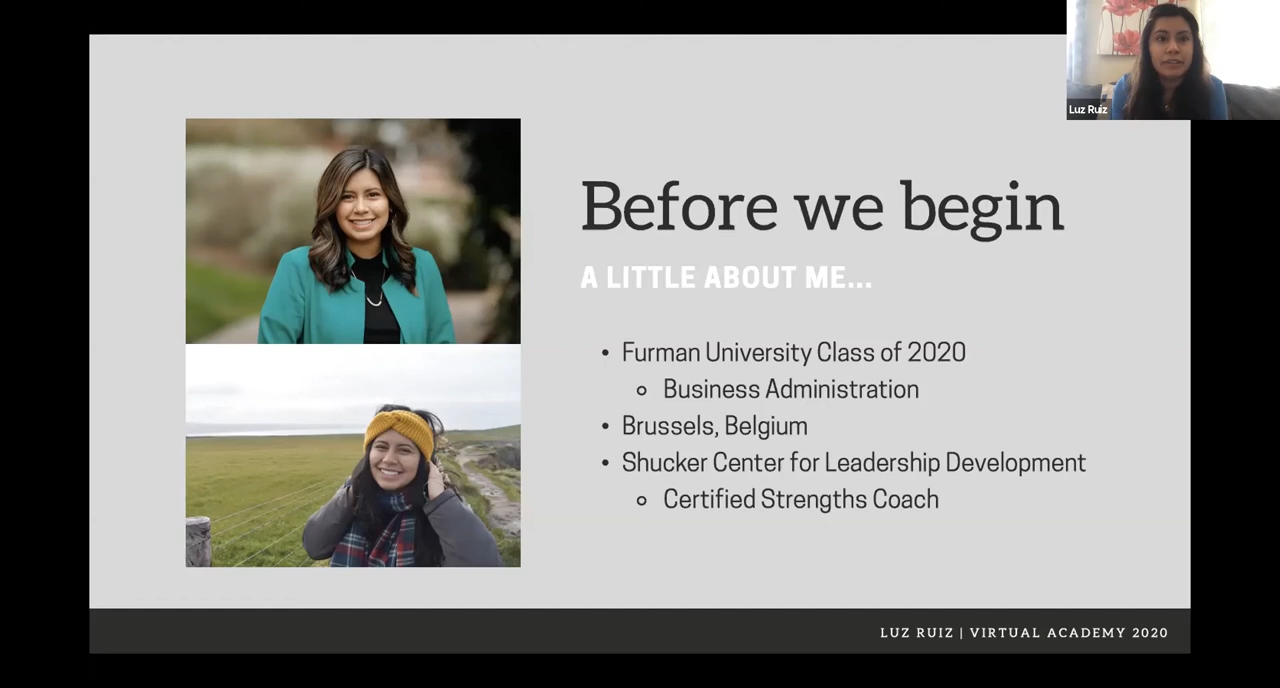 Luz Ruiz
Before we begin
A LITTLE ABOUT ME...
• Furman University Class of 2020
○ Business Administration
• Brussels, Belgium
• Shucker Center for Leadership Development
○ Certified Strengths Coach
LUZ RUIZ | VIRTUAL ACADEMY 2020